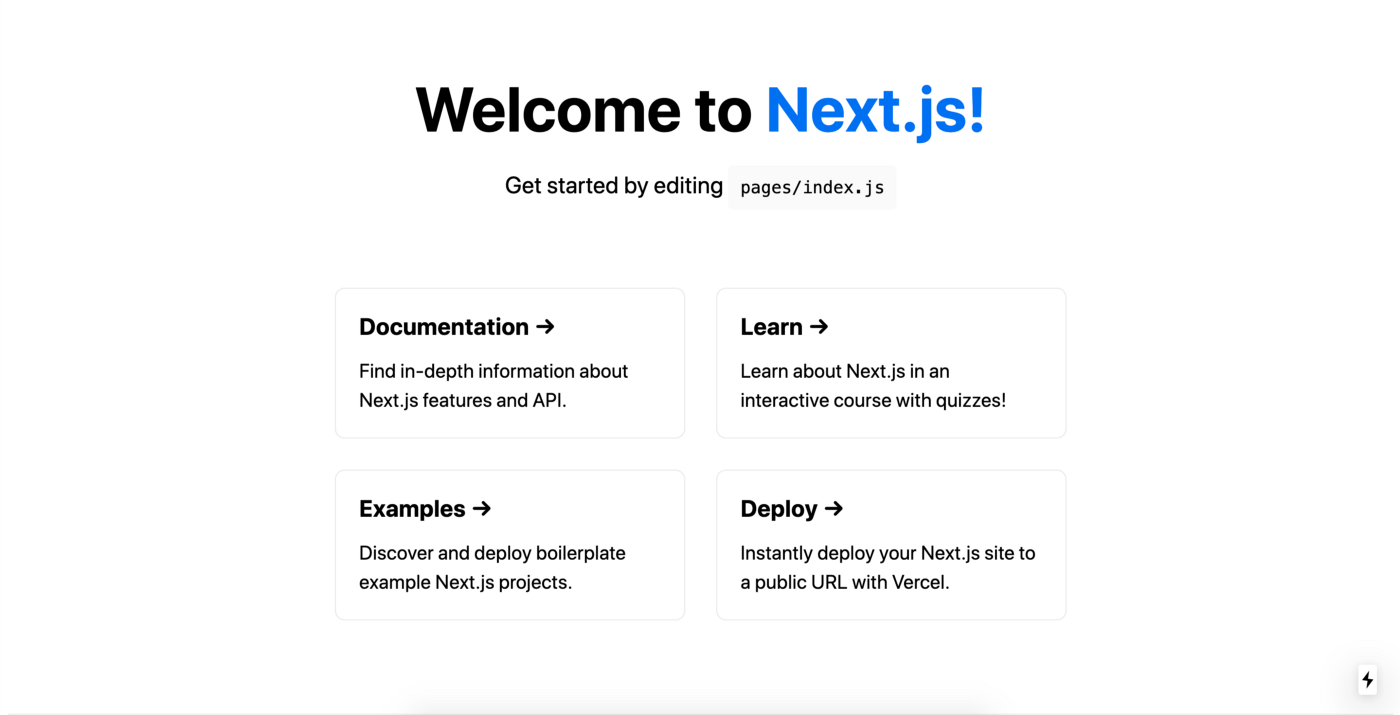 Welcome to Next.js!
Get started by editing pages/index.js
Documentation →
Find in-depth information about
Next.js features and API.
Learn →
Learn about Next.js in an
interactive course with quizzes!
Examples →
Discover and deploy boilerplate
example Next.js projects.
Deploy →
Instantly deploy your Next.js site to
a public URL with Vercel.